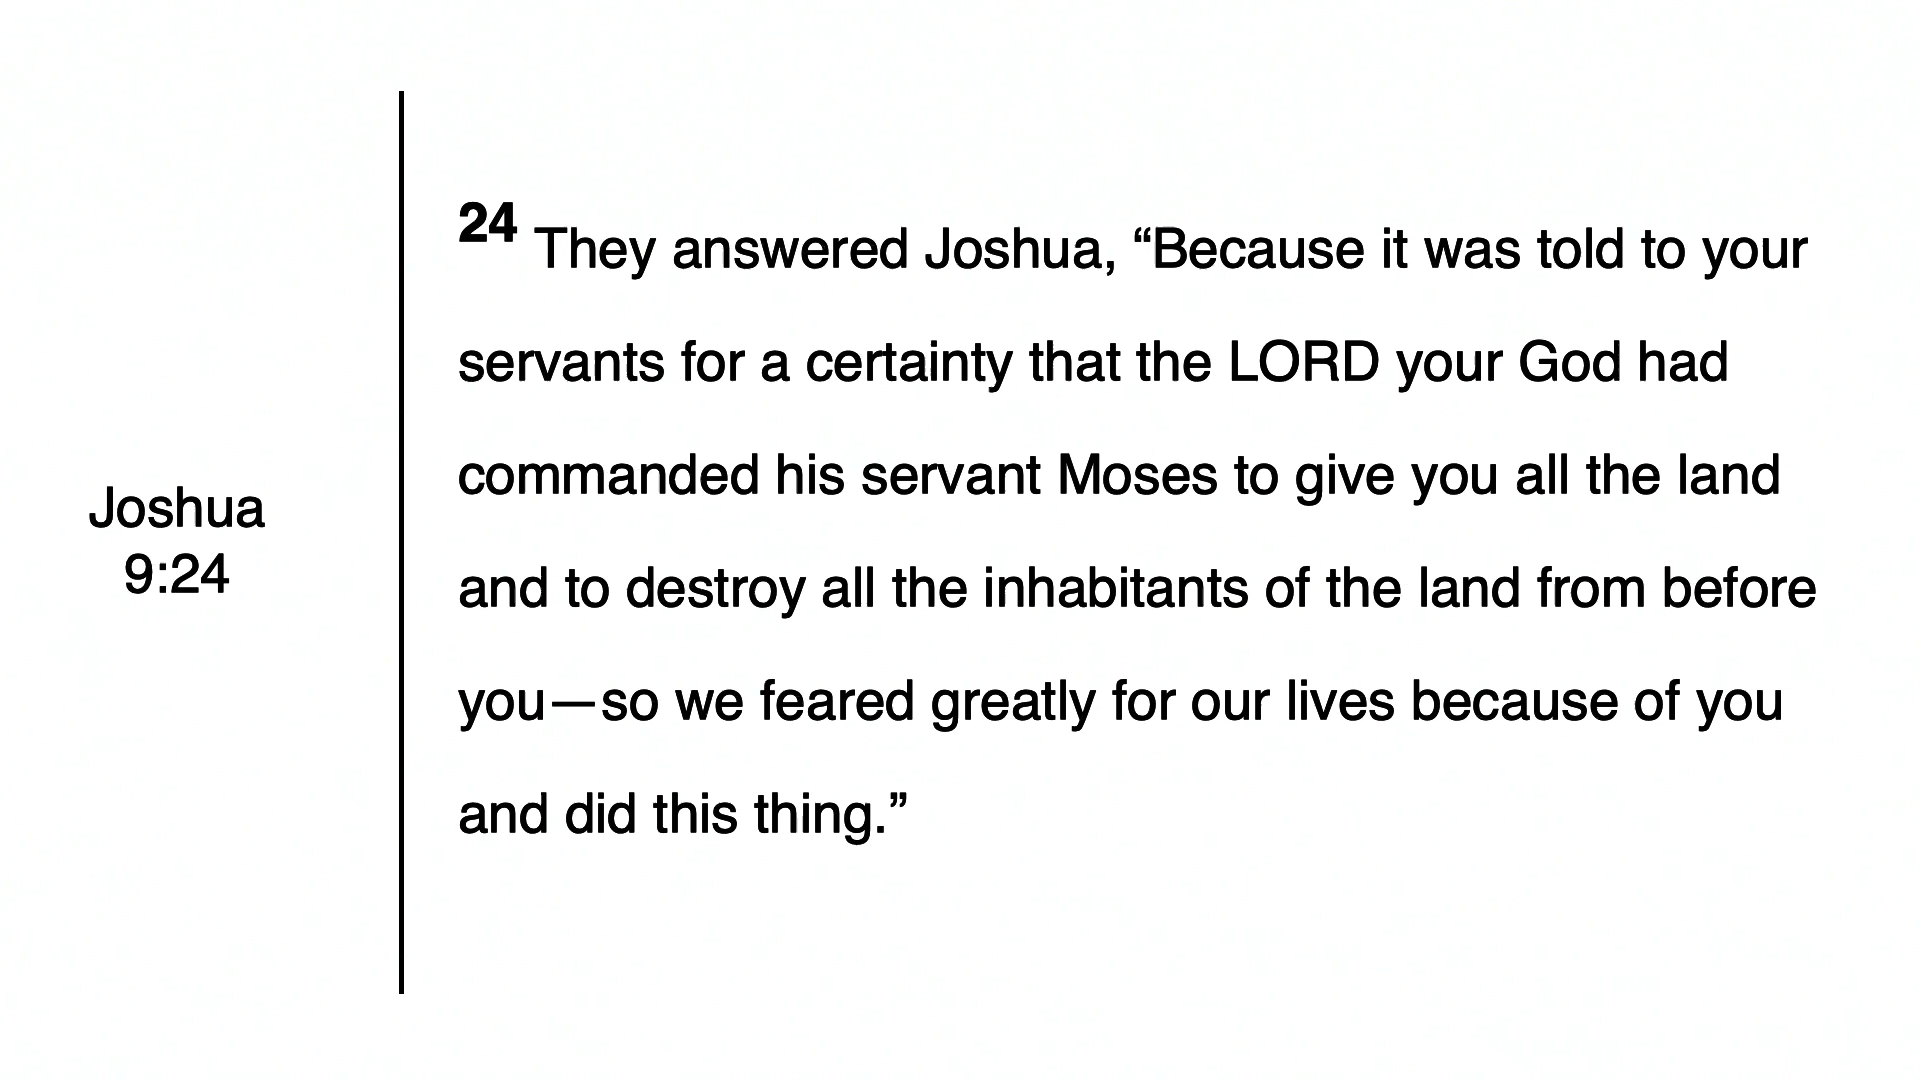 Joshua
9:24
24 They answered Joshua, “Because it was told to your
servants for a certainty that the LORD your God had
commanded his servant Moses to give you all the land
and to destroy all the inhabitants of the land from before
you—so we feared greatly for our lives because of you
and did this thing.”